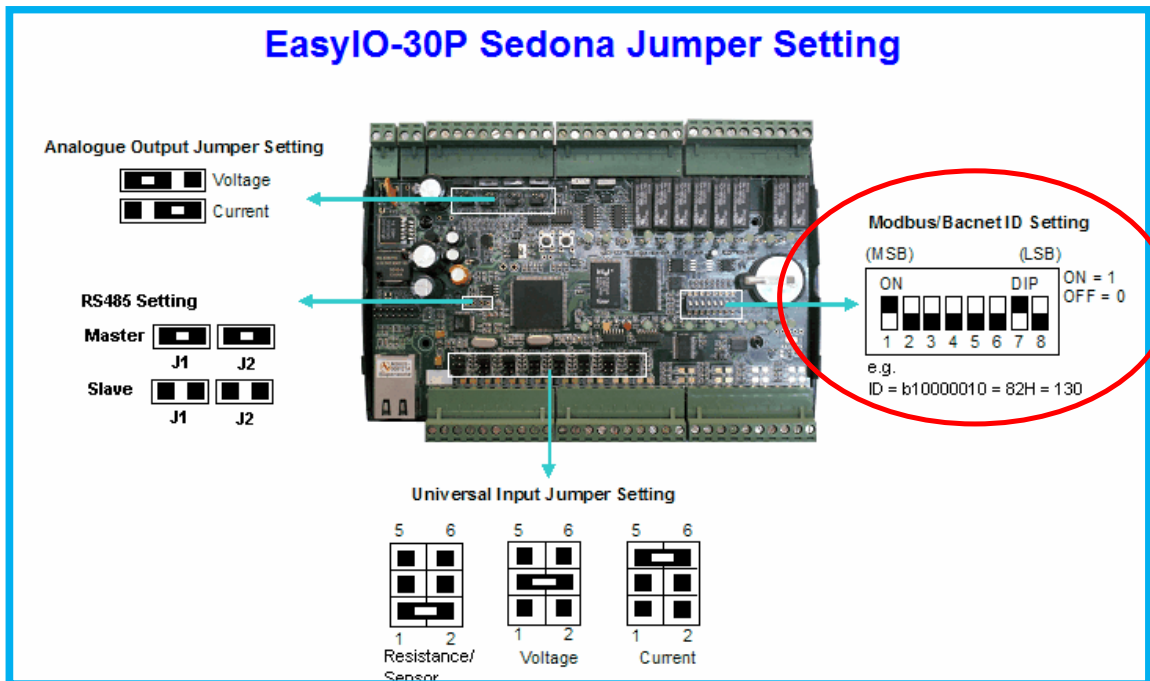 EasyIO-30P Sedona Jumper Setting
Analogue Output Jumper Setting
Voltage
Current
RS485 Setting
Master
J1 J2
Slave
J1 J2
Modbus/Bacnet ID Setting
(MSB) (LSB)
ON DIP
ON = 1
OFF = 0
1 2 3 4 5 6 7 8
e.g.
ID = b10000010 = 82H = 130
Universal Input Jumper Setting
5 6 5 6 5 6
1 2 1 2 1 2
Resistance/
Sensor
Voltage
Current